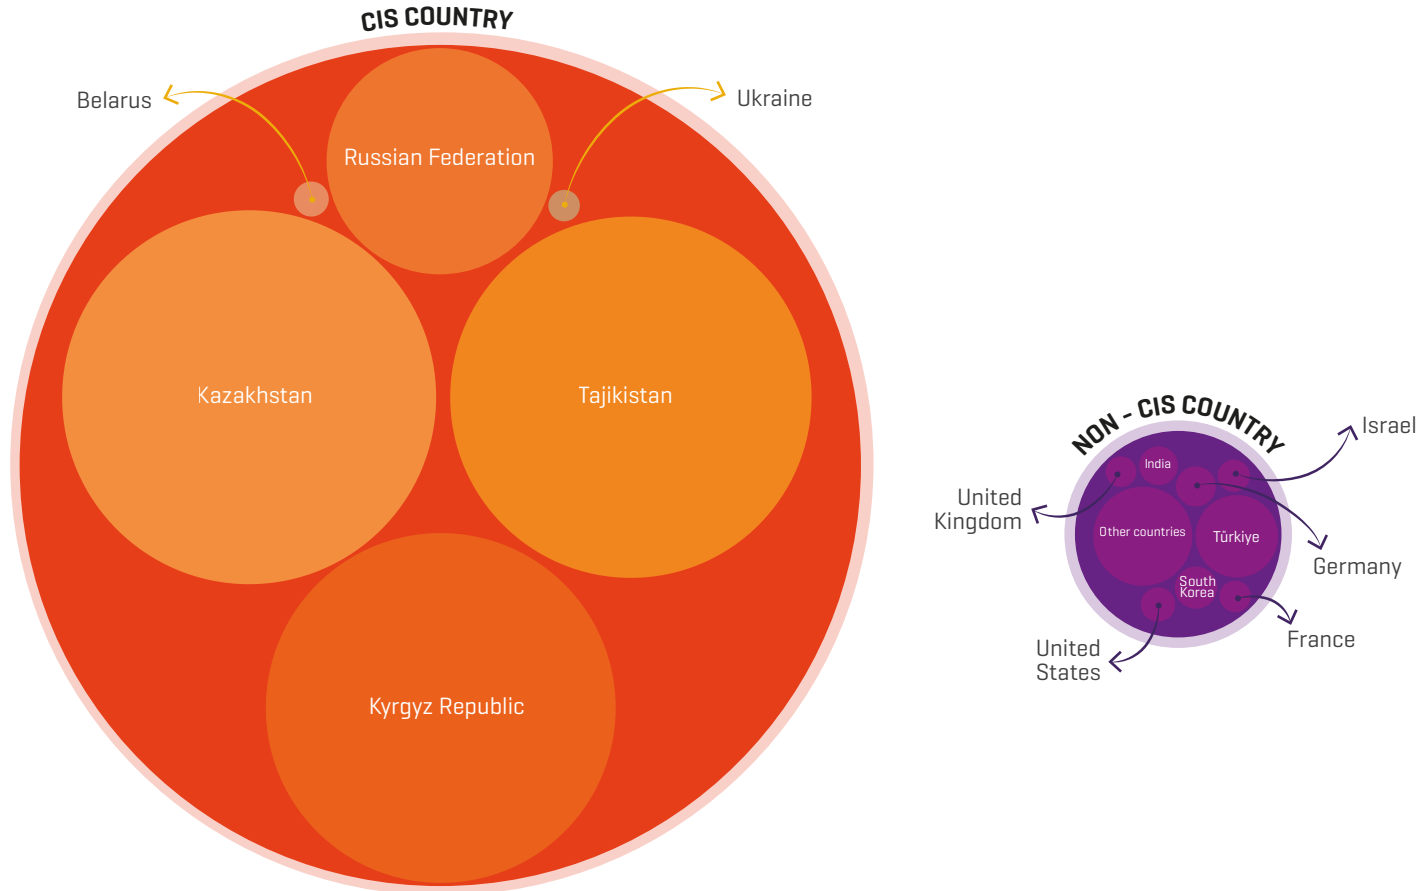 CIS COUNTRY
Belarus
Ukraine
Russian Federation
Kazakhstan
Tajikistan
Kyrgyz Republic
NON - CIS COUNTRY
Israel
India
United
Kingdom
Other countries
Türkiye
Germany
South
Korea
France
United
States